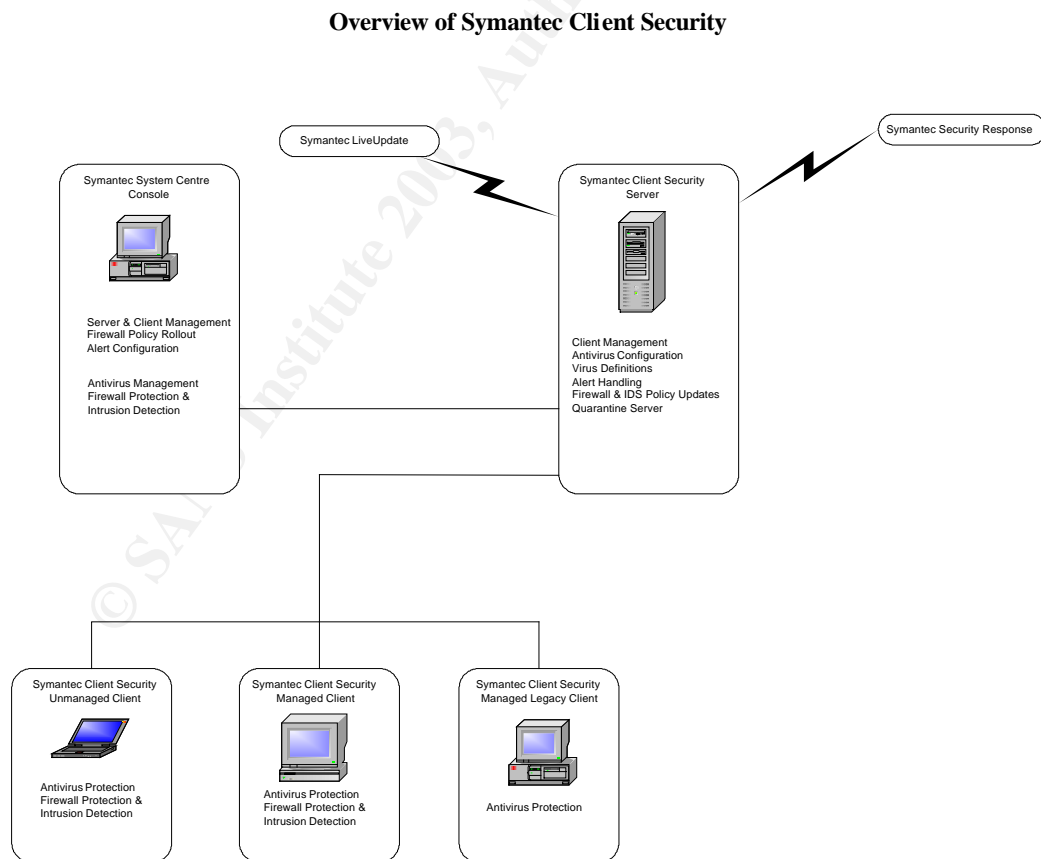 Overview of Symantec Client Security
Symantec LiveUpdate
Symantec Security Response
Symantec System Centre
Console
Server & Client Management
Firewall Policy Rollout
Alert Configuration
Antivirus Management
Firewall Protection &
Intrusion Detection
Symantec Client Security
Server
Client Management
Antivirus Configuration
Virus Definitions
Alert Handling
Firewall & IDS Policy Updates
Quarantine Server
Symantec Client Security
Unmanaged Client
Antivirus Protection
Firewall Protection &
Intrusion Detection
Symantec Client Security
Managed Client
Antivirus Protection
Firewall Protection &
Intrusion Detection
Symantec Client Security
Managed Legacy Client
Antivirus Protection
© SANS Institute 2003,